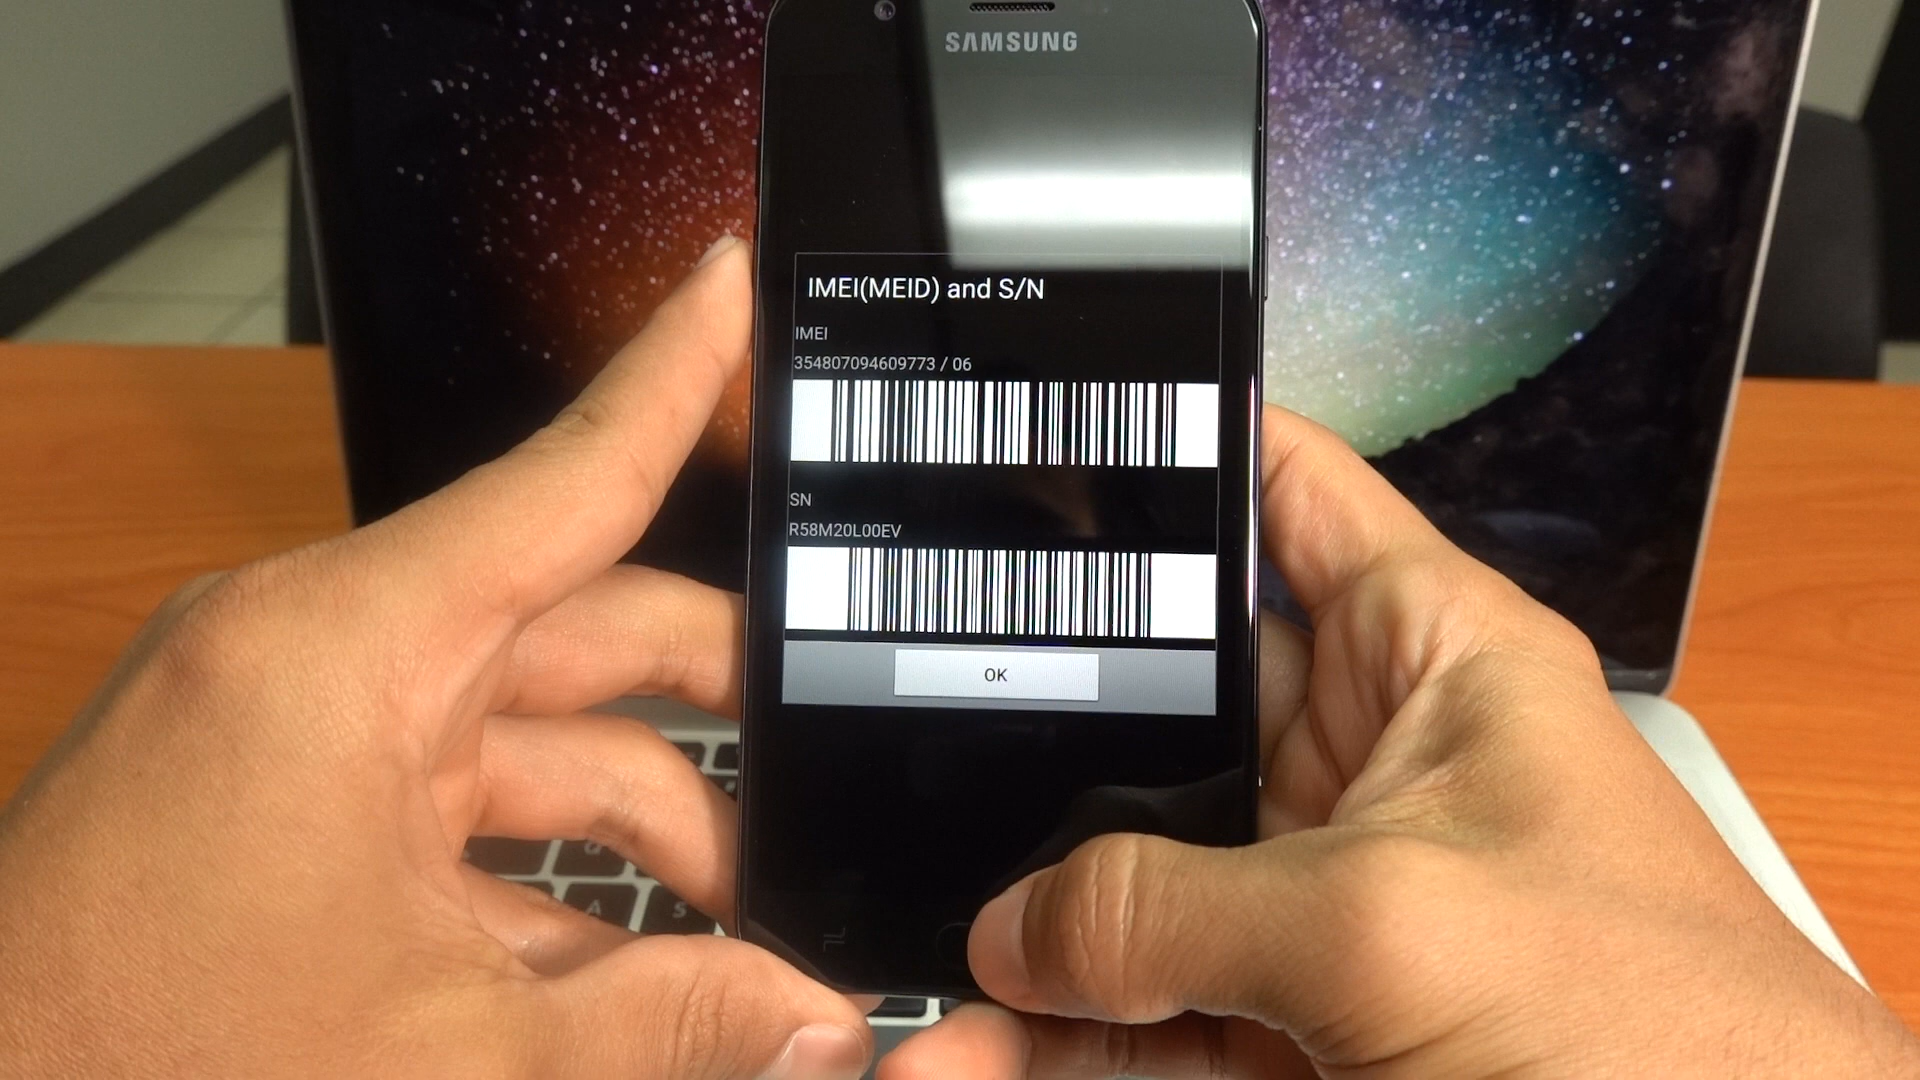 SAMSUNG
IMEI(MEID) and S/N
IMEI
354807094609773 / 06
SN
R58M20L00EV
OK
A
S